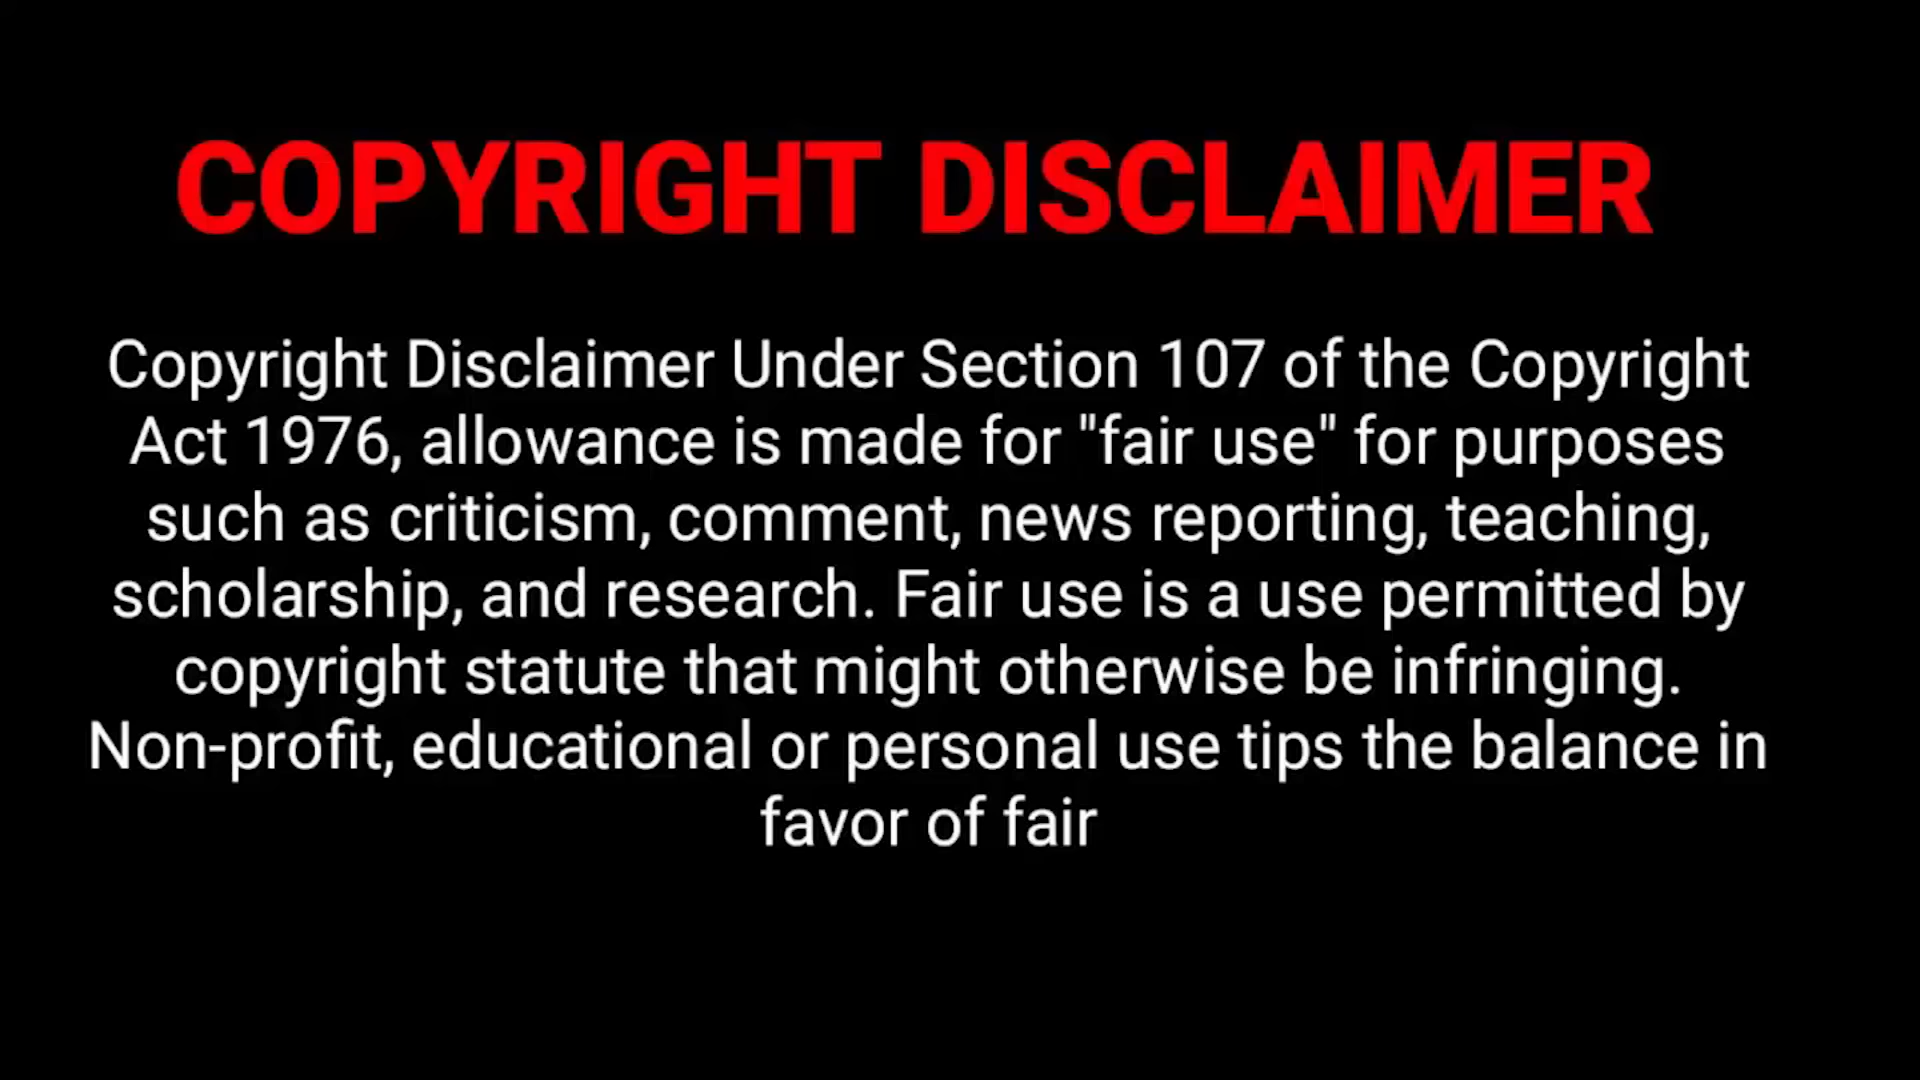 COPYRIGHT DISCLAIMER
Copyright Disclaimer Under Section 107 of the Copyright
Act 1976, allowance is made for "fair use" for purposes
such as criticism, comment, news reporting, teaching,
scholarship, and research. Fair use is a use permitted by
copyright statute that might otherwise be infringing.
Non-profit, educational or personal use tips the balance in
favor of fair